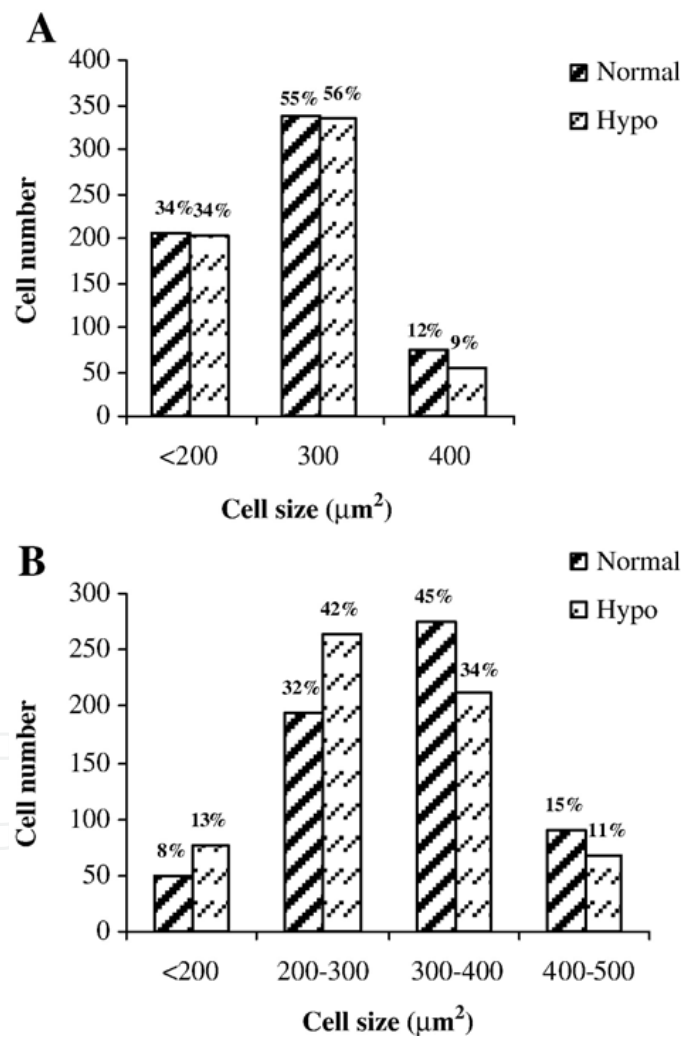 A
400
350
300
250
200
150
100
50
0
Cell number
34% 34%
55% 56%
12% 9%
<200 300 400
Cell size (μm²)
Normal
Hypo
B
300
250
200
150
100
50
0
Cell number
8% 13%
32% 42%
45% 34%
15% 11%
<200 200-300 300-400 400-500
Cell size (μm²)
Normal
Hypo